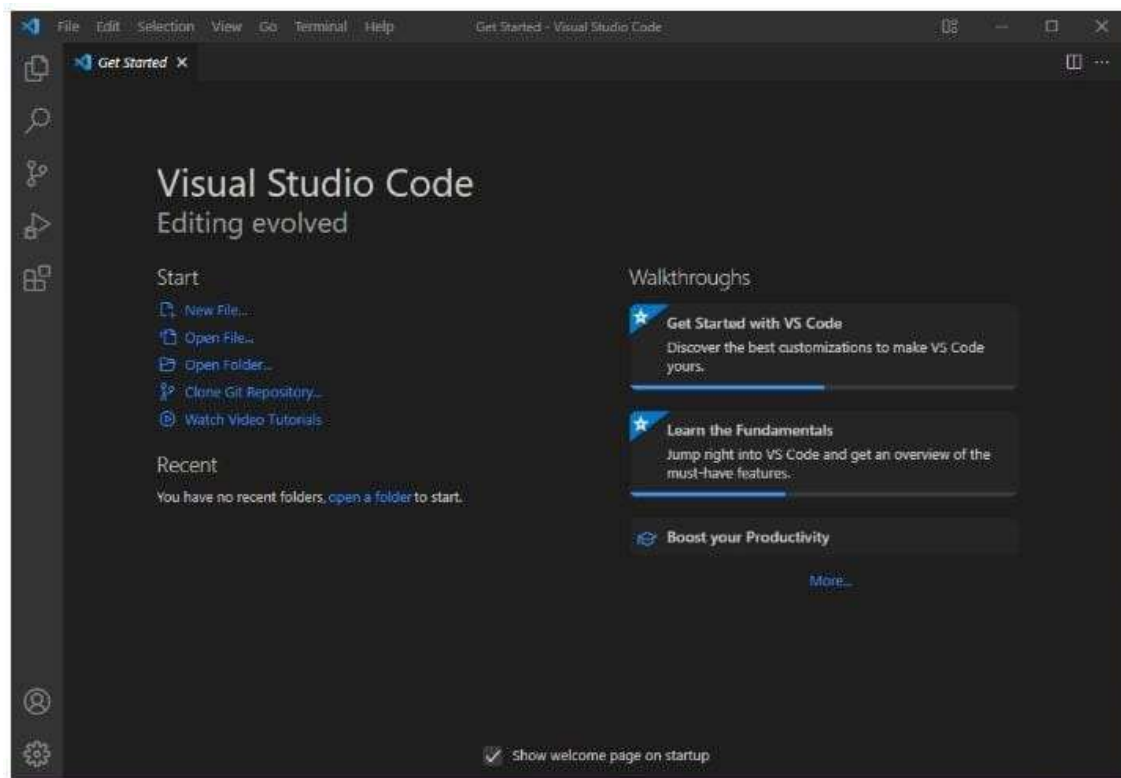 File Edit Selection View Go Terminal Help
Get Started - Visual Studio Code
Get Started
Visual Studio Code
Editing evolved
Start
New File...
Open File...
Open Folder...
Clone Git Repository...
Watch Video Tutorials
Recent
You have no recent folders, open a folder to start.
Walkthroughs
Get Started with VS Code
Discover the best customizations to make VS Code
yours.
Learn the Fundamentals
Jump right into VS Code and get an overview of the
must-have features.
Boost your Productivity
More...
Show welcome page on startup